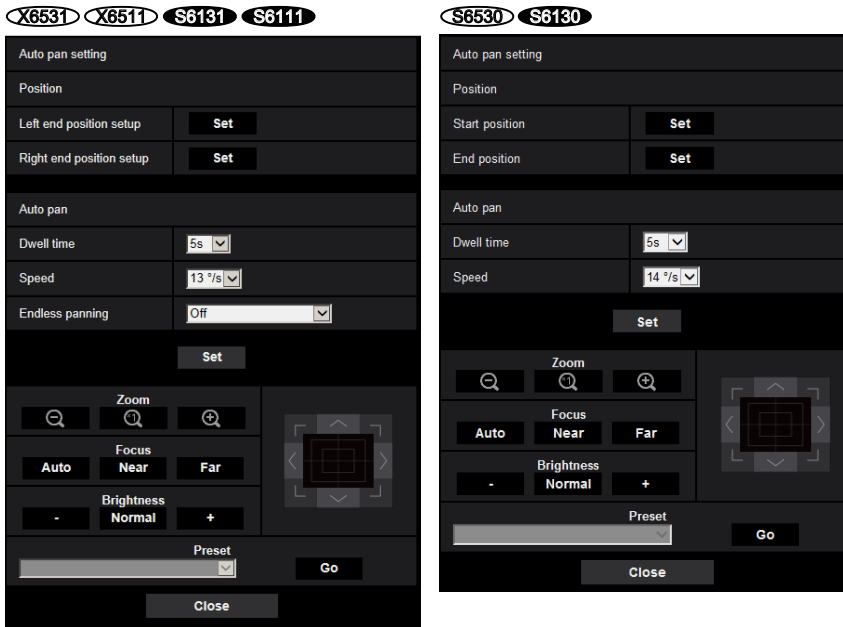 X6531 X6511 S6131 S6111
Auto pan setting
Position
Left end position setup Set
Right end position setup Set
Auto pan
Dwell time 5s
Speed 13 °/s
Endless panning Off
Set
Zoom
×1
Focus
Auto Near Far
Brightness
- Normal +
Preset
Go
Close
S6530 S6130
Auto pan setting
Position
Start position Set
End position Set
Auto pan
Dwell time 5s
Speed 14 °/s
Set
Zoom
×1
Focus
Auto Near Far
Brightness
- Normal +
Preset
Go
Close